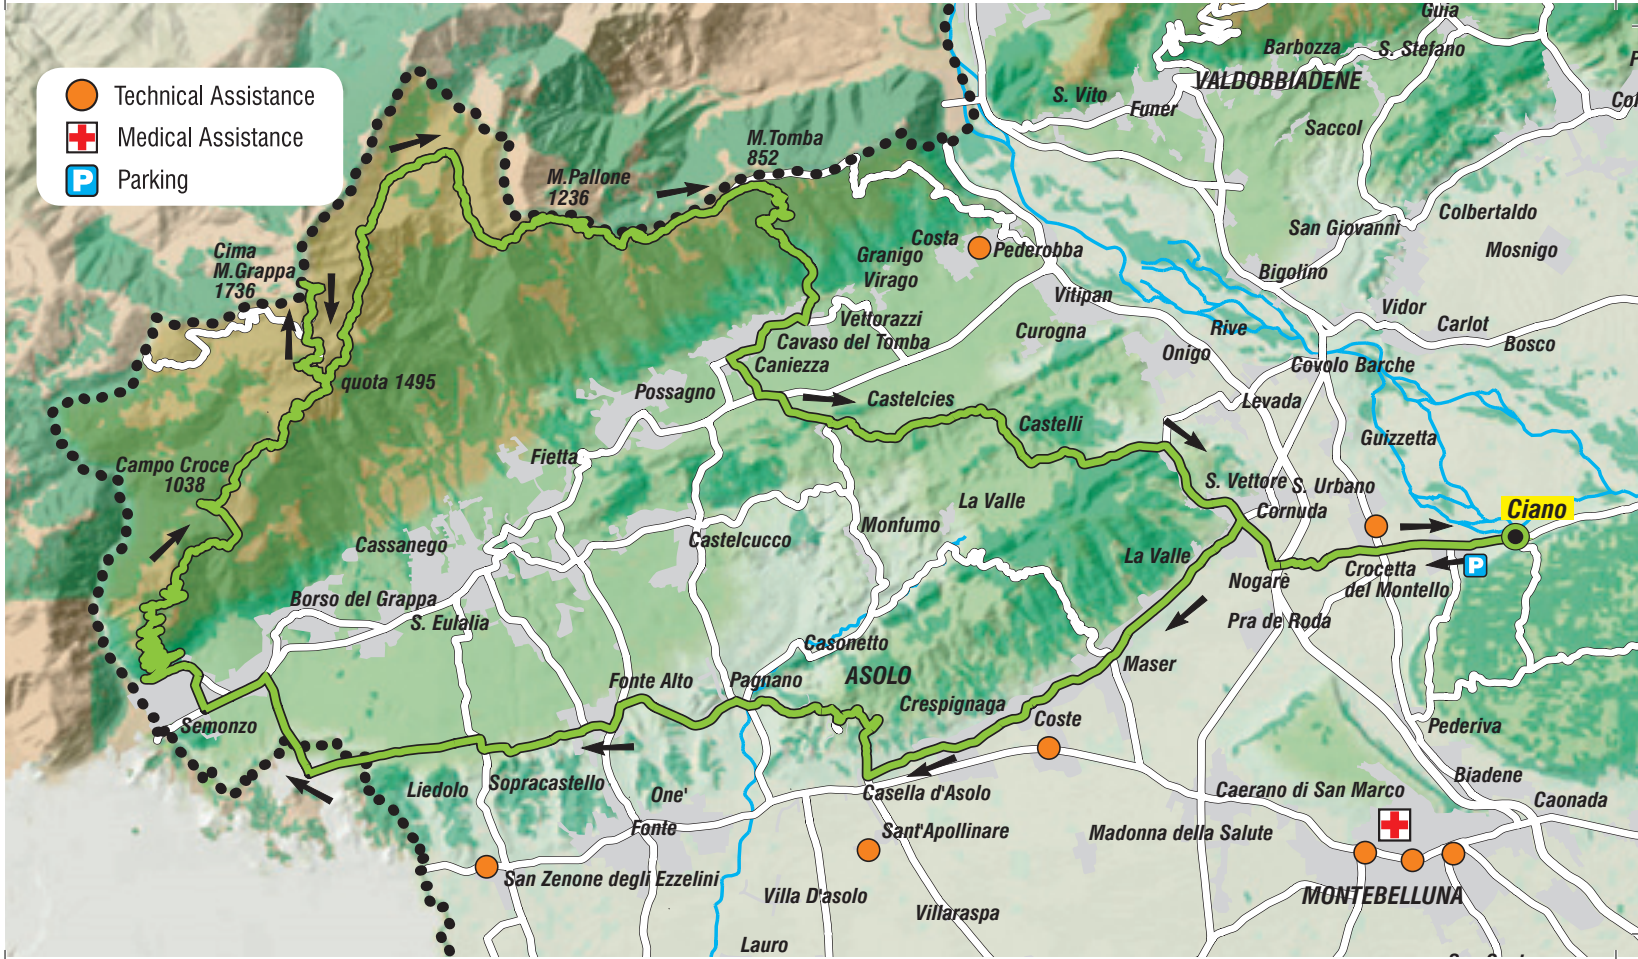 Technical Assistance
Medical Assistance
P
Parking
Guia
Barbozza
S. Stefano
VALDOBBIADENE
S. Vito
Funer
Saccol
M.Tomba
852
M.Pallone
1236
Colbertaldo
San Giovanni
Mosnigo
Costa
Pederobba
Granigo
Virago
Cima
M.Grappa
1736
Bigolino
Vitipan
Vidor
Vettorazzi
Curogna
Rive
Carlot
Cavaso del Tomba
Bosco
Onigo
Caniezza
Covolo Barche
quota 1495
Possagno
Castelcies
Levada
Castelli
Guizzetta
Fietta
Campo Croce
1038
S. Vettore
S. Urbano
La Valle
Cornuda
Ciano
Monfumo
Castelcucco
Cassanego
La Valle
P
Nogarè
Crocetta
del Montello
Borso del Grappa
S. Eulalia
Pra de Roda
Casonetto
Maser
ASOLO
Fonte Alto
Pagnano
Crespignaga
Coste
Semonzo
Pederiva
Biadene
Liedolo
Sopracastello
One'
Casella d'Asolo
Caerano di San Marco
Caonada
Fonte
Sant'Apollinare
Madonna della Salute
San Zenone degli Ezzelini
Villa D'asolo
MONTEBELLUNA
Villaraspa
Lauro